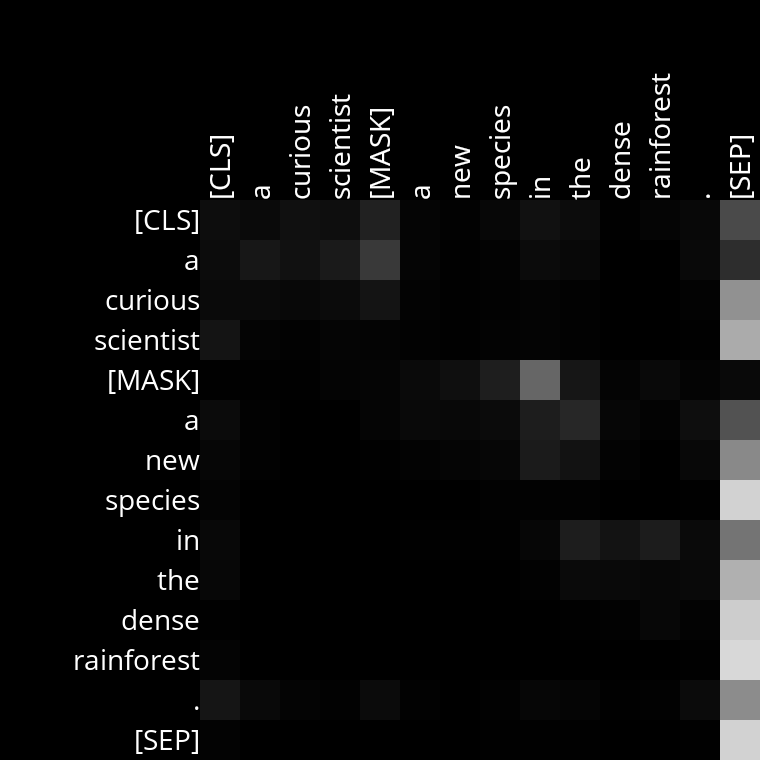 [CLS] a curious scientist [MASK] a new species in the dense rainforest . [SEP]
[CLS]
a
curious
scientist
[MASK]
a
new
species
in
the
dense
rainforest
.
[SEP]